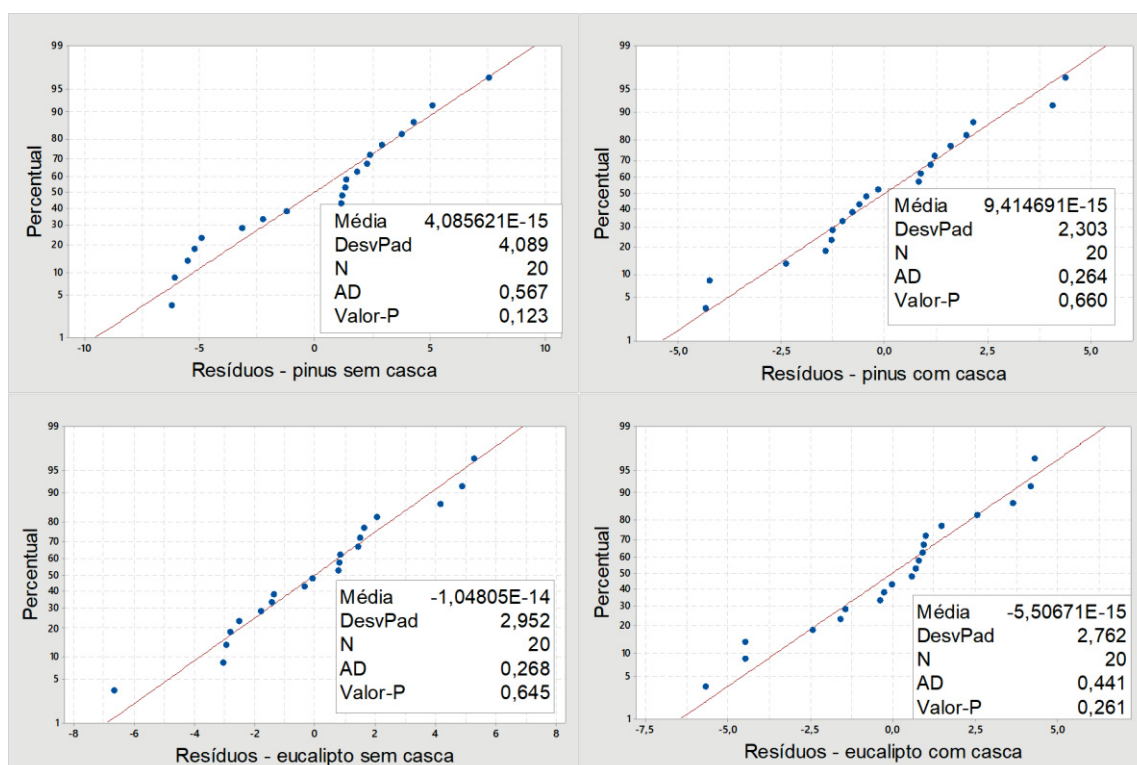 Percentual
99
95
90
80
70
60
50
40
30
20
10
5
1
Média 4,085621E-15
DesvPad 4,089
N 20
AD 0,567
Valor-P 0,123
-10 -5 0 5 10
Resíduos - pinus sem casca
Percentual
99
95
90
80
70
60
50
40
30
20
10
5
1
Média 9,414691E-15
DesvPad 2,303
N 20
AD 0,264
Valor-P 0,660
-5,0 -2,5 0,0 2,5 5,0
Resíduos - pinus com casca
Percentual
99
95
90
80
70
60
50
40
30
20
10
5
1
Média -1,04805E-14
DesvPad 2,952
N 20
AD 0,268
Valor-P 0,645
-8 -6 -4 -2 0 2 4 6 8
Resíduos - eucalipto sem casca
Percentual
99
95
90
80
70
60
50
40
30
20
10
5
1
Média -5,50671E-15
DesvPad 2,762
N 20
AD 0,441
Valor-P 0,261
-7,5 -5,0 -2,5 0,0 2,5 5,0
Resíduos - eucalipto com casca